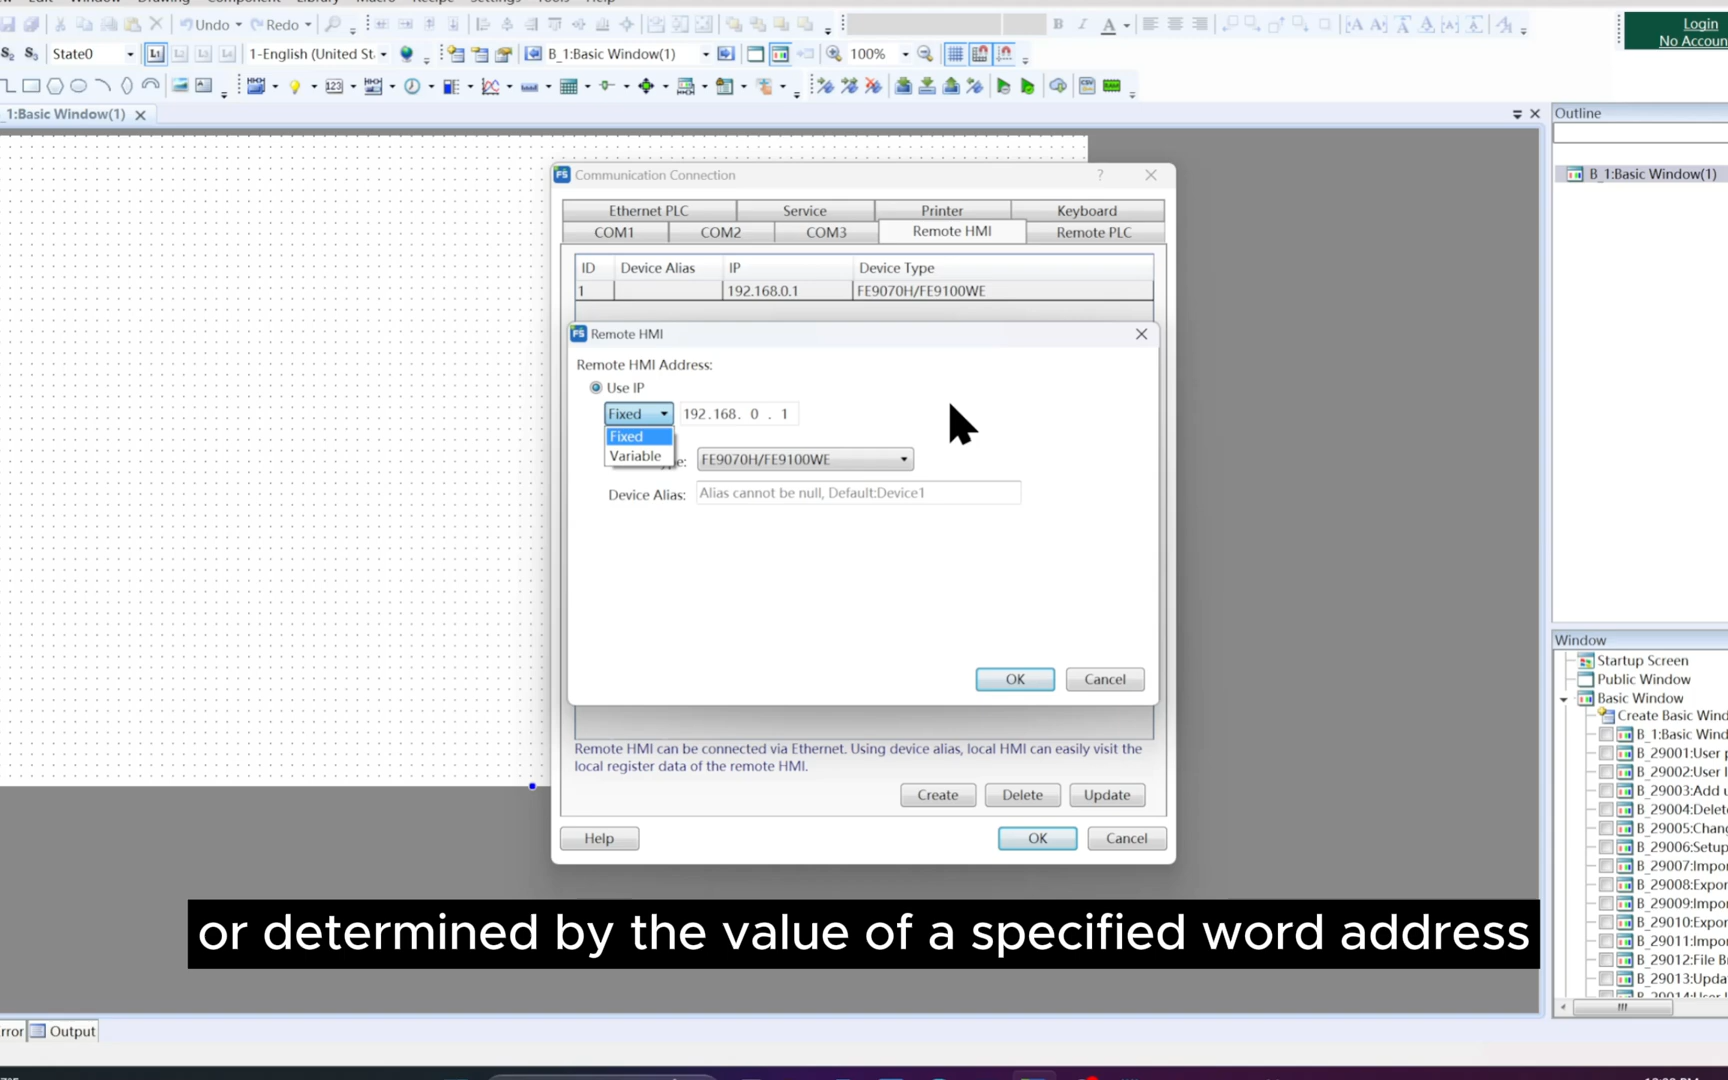 Undo
Redo
Login
No Accoun
State0
1-English (United St
B_1:Basic Window(1)
100%
1:Basic Window(1)
Outline
B_1:Basic Window(1)
Communication Connection
Ethernet PLC
Service
Printer
Keyboard
COM1
COM2
COM3
Remote HMI
Remote PLC
ID
Device Alias
IP
Device Type
1
192.168.0.1
FE9070H/FE9100WE
Remote HMI
Remote HMI Address:
Use IP
Fixed
192.168. 0 . 1
Fixed
Variable
FE9070H/FE9100WE
Device Alias:
Alias cannot be null, Default:Device1
OK
Cancel
Remote HMI can be connected via Ethernet. Using device alias, local HMI can easily visit the
local register data of the remote HMI.
Create
Delete
Update
Help
OK
Cancel
Window
Startup Screen
Public Window
Basic Window
Create Basic Wind
B_1:Basic Wind
B_29001:User p
B_29002:User I
B_29003:Add u
B_29004:Delet
B_29005:Chang
B_29006:Setup
B_29007:Impor
B_29008:Expor
B_29009:Impor
B_29010:Expor
B_29011:Impor
B_29012:File B
B_29013:Upda
or determined by the value of a specified word address
rror
Output